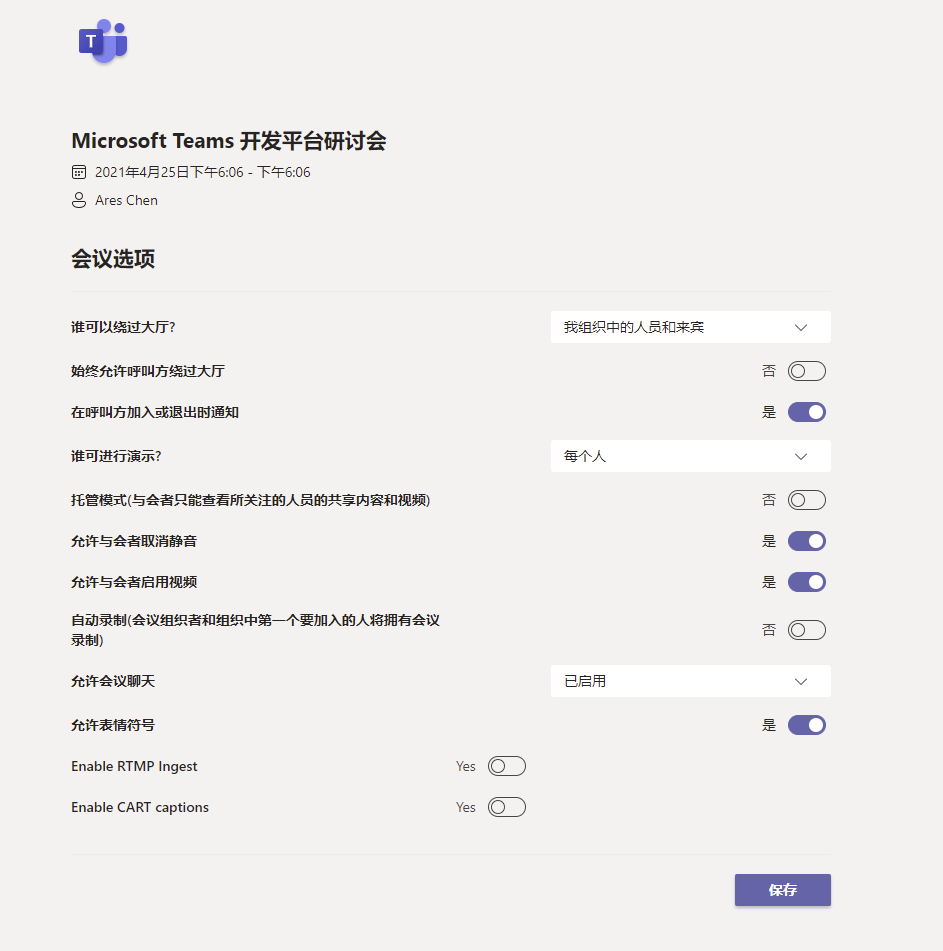 T
Microsoft Teams 开发平台研讨会
2021年4月25日下午6:06 - 下午6:06
Ares Chen
会议选项
谁可以绕过大厅? 我组织中的人员和来宾
始终允许呼叫方绕过大厅 否
在呼叫方加入或退出时通知 是
谁可进行演示? 每个人
托管模式(与会者只能查看所关注的人员的共享内容和视频) 否
允许与会者取消静音 是
允许与会者启用视频 是
自动录制(会议组织者和组织中第一个要加入的人将拥有会议
录制) 否
允许会议聊天 已启用
允许表情符号 是
Enable RTMP Ingest Yes
Enable CART captions Yes
保存